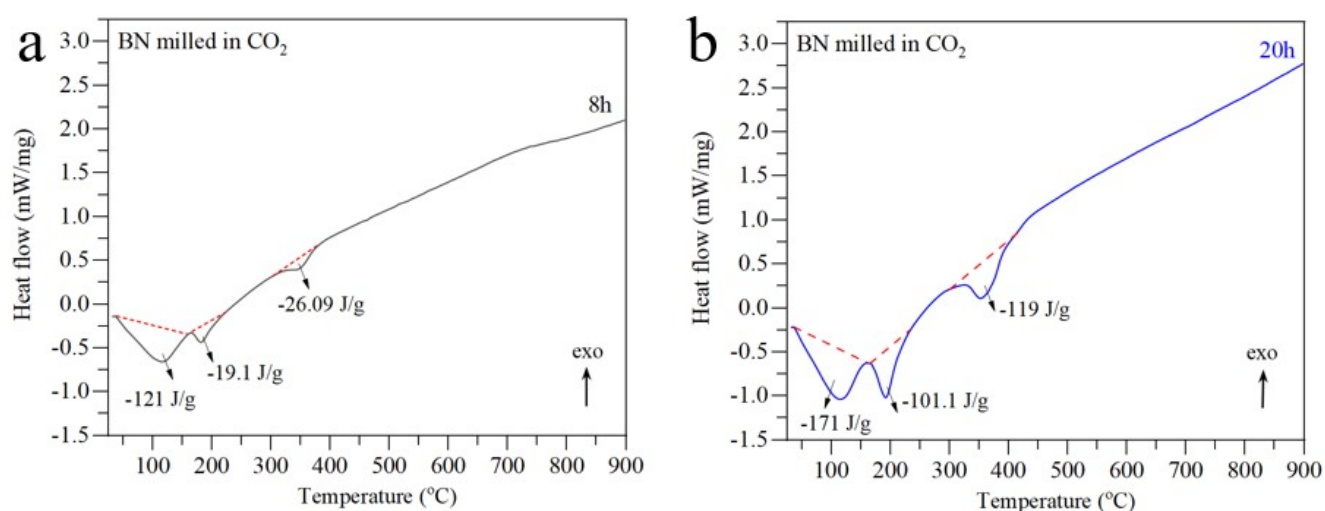 a
BN milled in CO₂
8h
-26.09 J/g
-19.1 J/g
-121 J/g
exo
Heat flow (mW/mg)
3.0
2.5
2.0
1.5
1.0
0.5
0.0
-0.5
-1.0
-1.5
100 200 300 400 500 600 700 800 900
Temperature (°C)
b
BN milled in CO₂
20h
-119 J/g
-101.1 J/g
-171 J/g
exo
Heat flow (mW/mg)
3.0
2.5
2.0
1.5
1.0
0.5
0.0
-0.5
-1.0
-1.5
100 200 300 400 500 600 700 800 900
Temperature (°C)